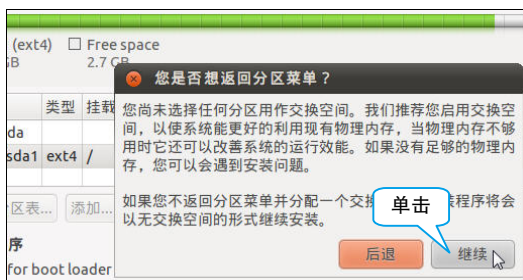 (ext4) Free space
GB 2.7 GB
您是否想返回分区菜单？
类型 挂载
da
sda1 ext4 /
您尚未选择任何分区用作交换空间。我们推荐您启用交换空
间，以使系统能更好的利用现有物理内存，当物理内存不够
用时它还可以改善系统的运行效能。如果没有足够的物理内
存，您可以会遇到安装问题。
如果您不返回分区菜单并分配一个交换 程序将会
以无交换空间的形式继续安装。
单击
区表... 添加...
后退 继续
序
for boot loader